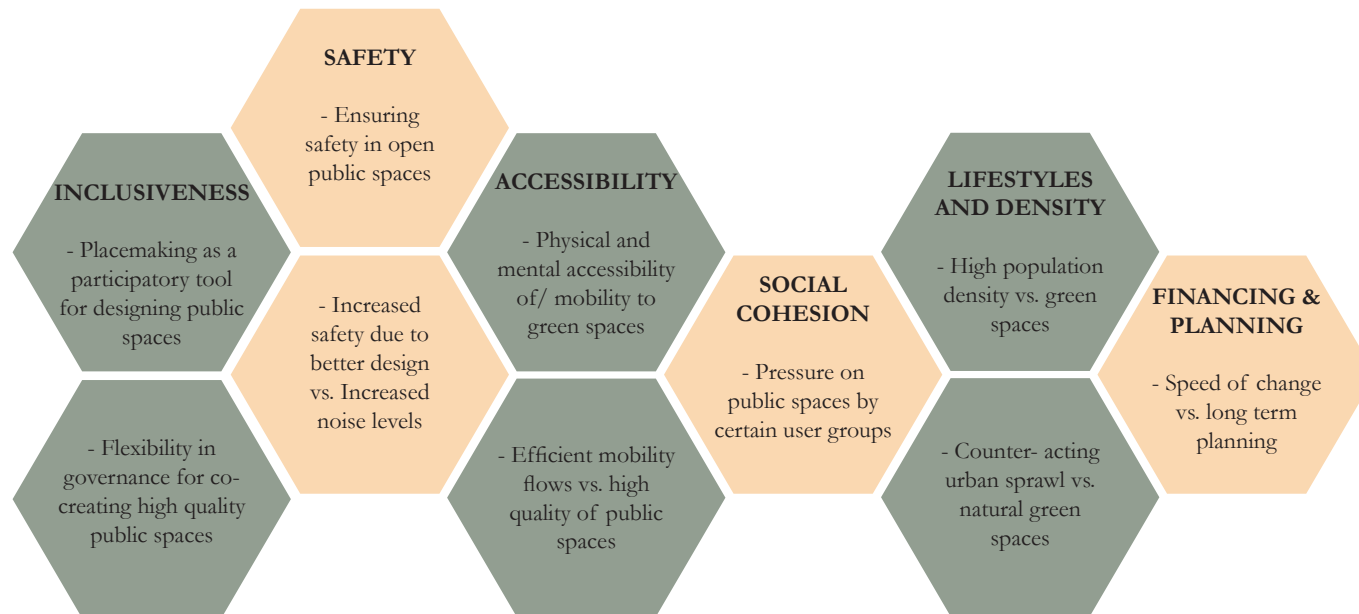 SAFETY
- Ensuring
safety in open
public spaces
- Increased
safety due to
better design
vs. Increased
noise levels
INCLUSIVENESS
- Placemaking as a
participatory tool
for designing public
spaces
- Flexibility in
governance for co-
creating high quality
public spaces
ACCESSIBILITY
- Physical and
mental accessibility
of/ mobility to
green spaces
- Efficient mobility
flows vs. high
quality of public
spaces
SOCIAL
COHESION
- Pressure on
public spaces by
certain user groups
LIFESTYLES
AND DENSITY
- High population
density vs. green
spaces
- Counter- acting
urban sprawl vs.
natural green
spaces
FINANCING &
PLANNING
- Speed of change
vs. long term
planning